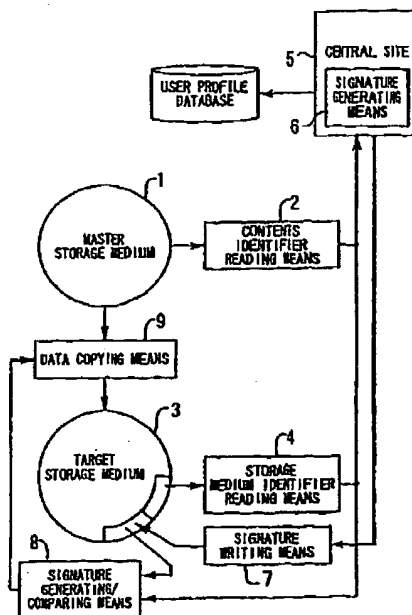 5
CENTRAL SITE
SIGNATURE
GENERATING
MEANS
6
USER PROFILE
DATABASE
1
MASTER
STORAGE MEDIUM
2
CONTENTS
IDENTIFIER
READING MEANS
9
DATA COPYING MEANS
3
TARGET
STORAGE MEDIUM
4
STORAGE
MEDIUM IDENTIFIER
READING MEANS
SIGNATURE
WRITING MEANS
7
8
SIGNATURE
GENERATING/
COMPARING MEANS